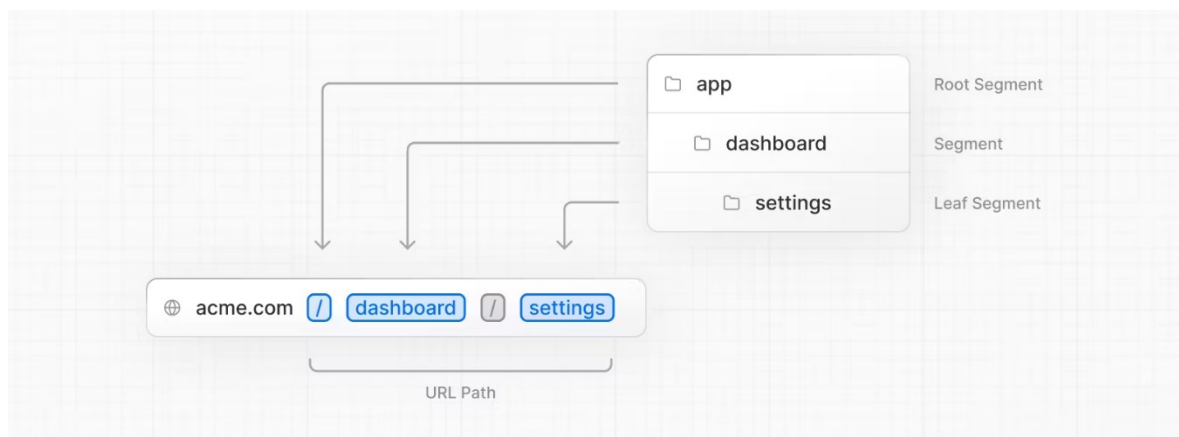 app
Root Segment
dashboard
Segment
settings
Leaf Segment
acme.com / dashboard / settings
URL Path